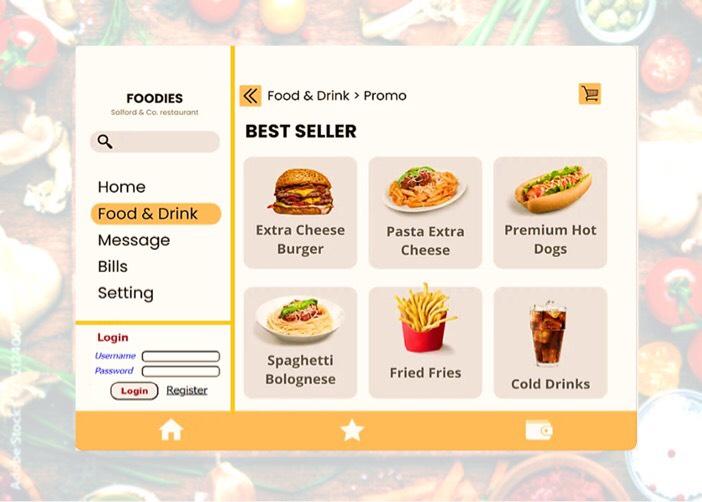 FOODIES
Salford & Co. restaurant
Home
Food & Drink
Message
Bills
Setting
Login
Username
Password
Login Register
Food & Drink > Promo
BEST SELLER
Extra Cheese
Burger
Pasta Extra
Cheese
Premium Hot
Dogs
Spaghetti
Bolognese
Fried Fries
Cold Drinks
Adobe Stock